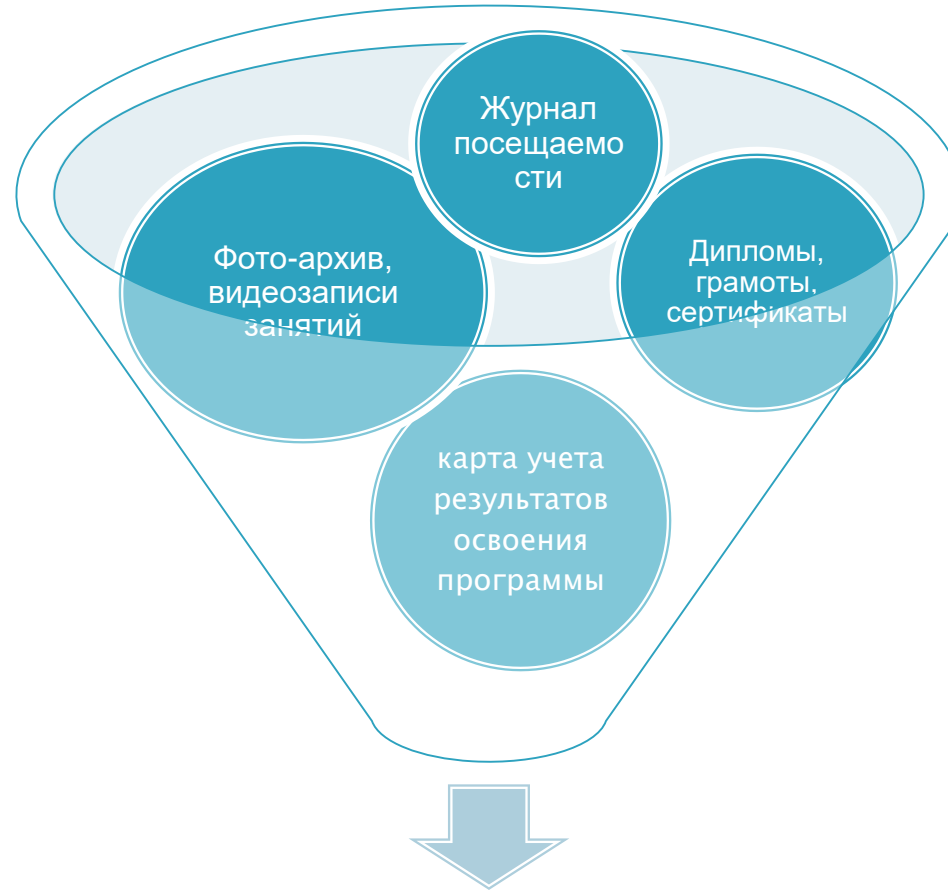 Журнал
посещаемо
сти
Фото-архив,
видеозаписи
занятий
Дипломы,
грамоты,
сертификаты
карта учета
результатов
освоения
программы